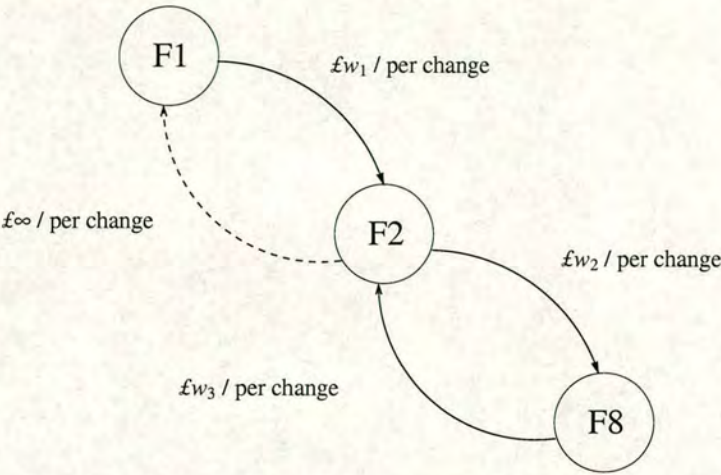 F1
£w₁ / per change
£∞ / per change
F2
£w₂ / per change
£w₃ / per change
F8